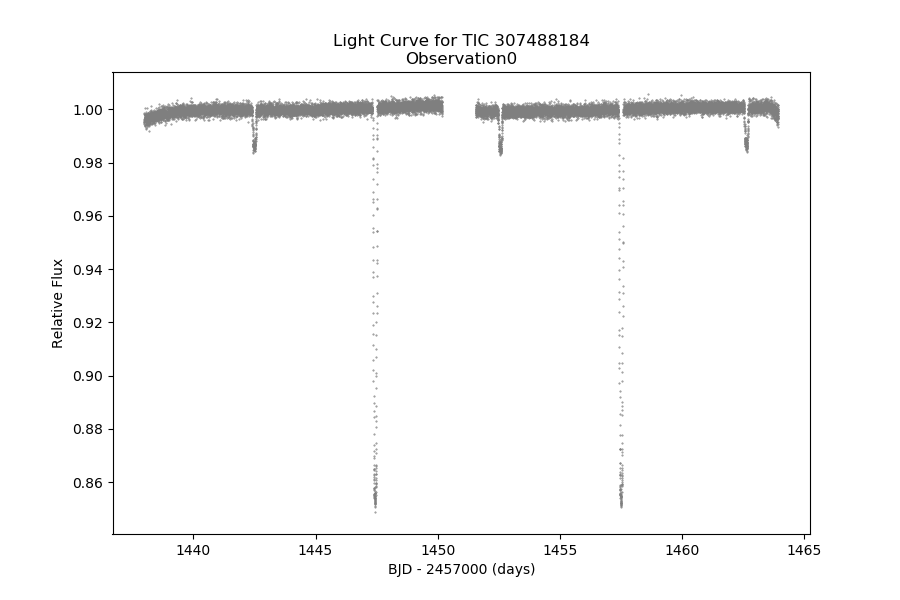 Light Curve for TIC 307488184
Observation0
Relative Flux
1.00
0.98
0.96
0.94
0.92
0.90
0.88
0.86
1440 1445 1450 1455 1460 1465
BJD - 2457000 (days)